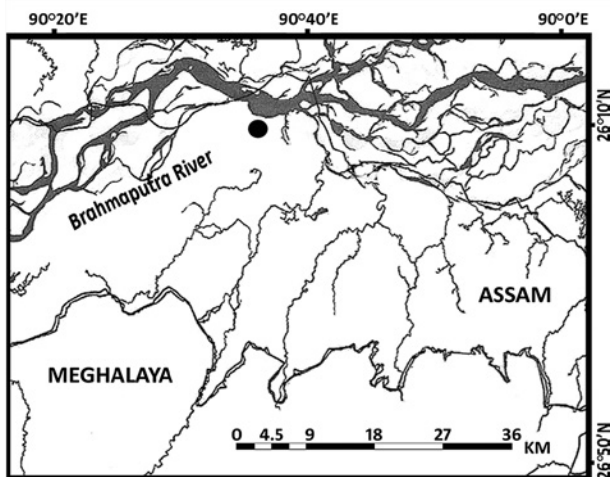 90°20' 90°40' 90°0'
26°10'N
Brahmaputra River
ASSAM
MEGHALAYA
0 4.5 9 18 27 36
KM
26°50'N